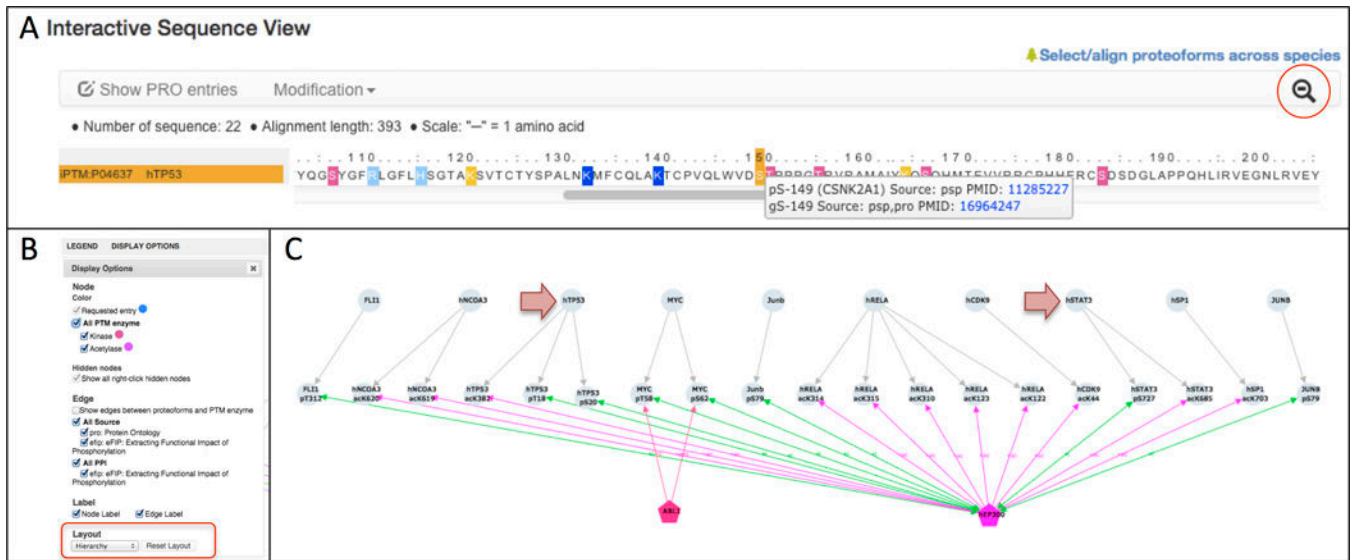 A Interactive Sequence View
Select/align proteoforms across species
Show PRO entries Modification
• Number of sequence: 22 • Alignment length: 393 • Scale: "—" = 1 amino acid
. . : . . 110 . . . . : . . . 120 . . . . : . . . 130 . . . . : . . . 140 . . . . : . . . 150 . . . . : . . . 160 . . . . : . . . 170 . . . . : . . . 180 . . . . : . . . 190 . . . . : . . . 200 . . . . :
iPTM:P04637 hTP53 YQGSYGFRLGFLHSGTAKSVTCTYSPALNKMFCQLAKTCPVQLWVDSTPPPGTRVRAMAIYKQSQHMTEVVRRCPHHERCSDSDGLAPPQHLIRVEGNLRVEY
pS-149 (CSNK2A1) Source: psp PMID: 11285227
gS-149 Source: psp,pro PMID: 16964247
B
LEGEND DISPLAY OPTIONS
Display Options
Node
Color
Requested entry
All PTM enzyme
Kinase
Acetylase
Hidden nodes
Show all right-click hidden nodes
Edge
Show edges between proteoforms and PTM enzyme
All Source
pro: Protein Ontology
efip: eFIP: Extracting Functional Impact of
Phosphorylation
All PPI
efip: eFIP: Extracting Functional Impact of
Phosphorylation
Label
Node Label Edge Label
Layout
Hierarchy Reset Layout
C
FLI1 hNCOA3 hTP53 MYC Junb hRELA hCDK9 hSTAT3 hSP1 JUNB
FLI1 hNCOA3 hNCOA3 hTP53 hTP53 hTP53 MYC MYC Junb hRELA hRELA hRELA hRELA hRELA hCDK9 hSTAT3 hSTAT3 hSP1 JUNB
pT312 acK620 acK619 acK382 pT18 pS20 pT58 pS62 pS79 acK314 acK315 acK310 acK123 acK122 acK44 pS727 acK685 acK703 pS79
ABL1 hEP300